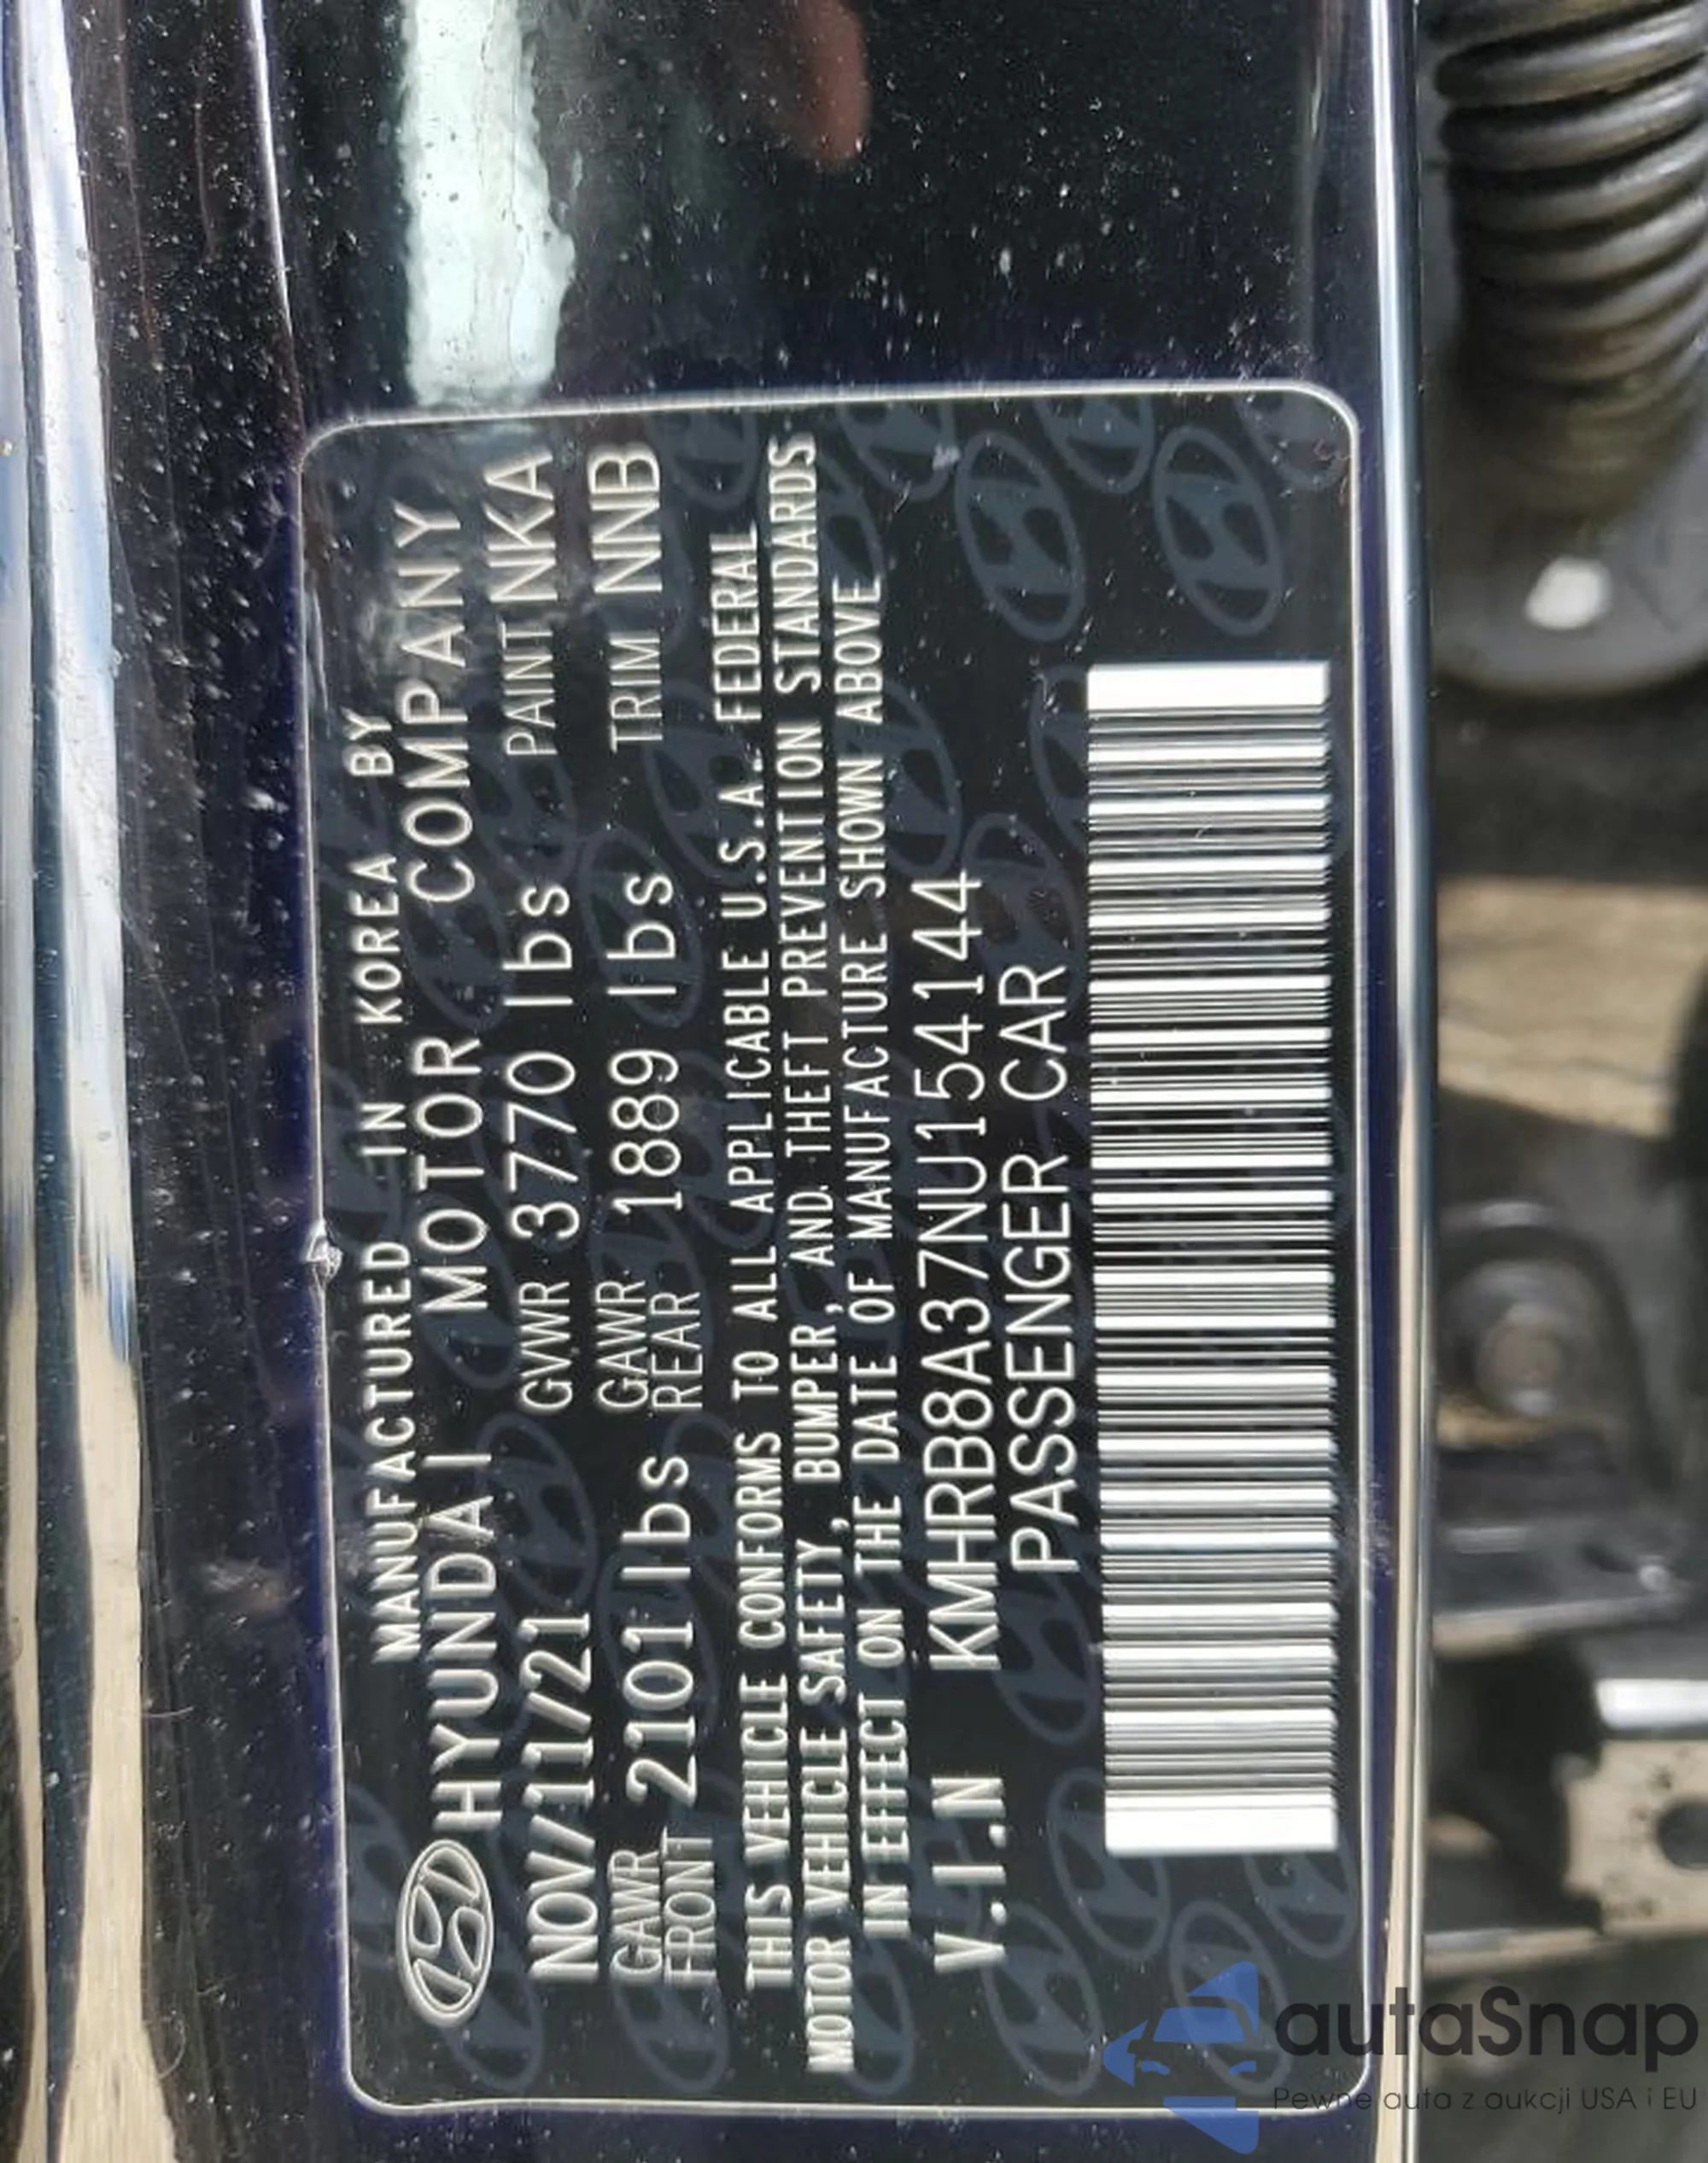 MANUFACTURED IN KOREA BY
HYUNDAI MOTOR COMPANY
NOV/11/21 GVWR 3770 lbs PAINT NKA
GAWR FRONT 2101 lbs GAWR REAR 1889 lbs TRIM NNB
THIS VEHICLE CONFORMS TO ALL APPLICABLE U.S.A. FEDERAL
MOTOR VEHICLE SAFETY, BUMPER, AND THEFT PREVENTION STANDARDS
IN EFFECT ON THE DATE OF MANUFACTURE SHOWN ABOVE
V.I.N KMHRB8A37NU154144
PASSENGER CAR
autaSnap
Pewne auta z aukcji USA i EU